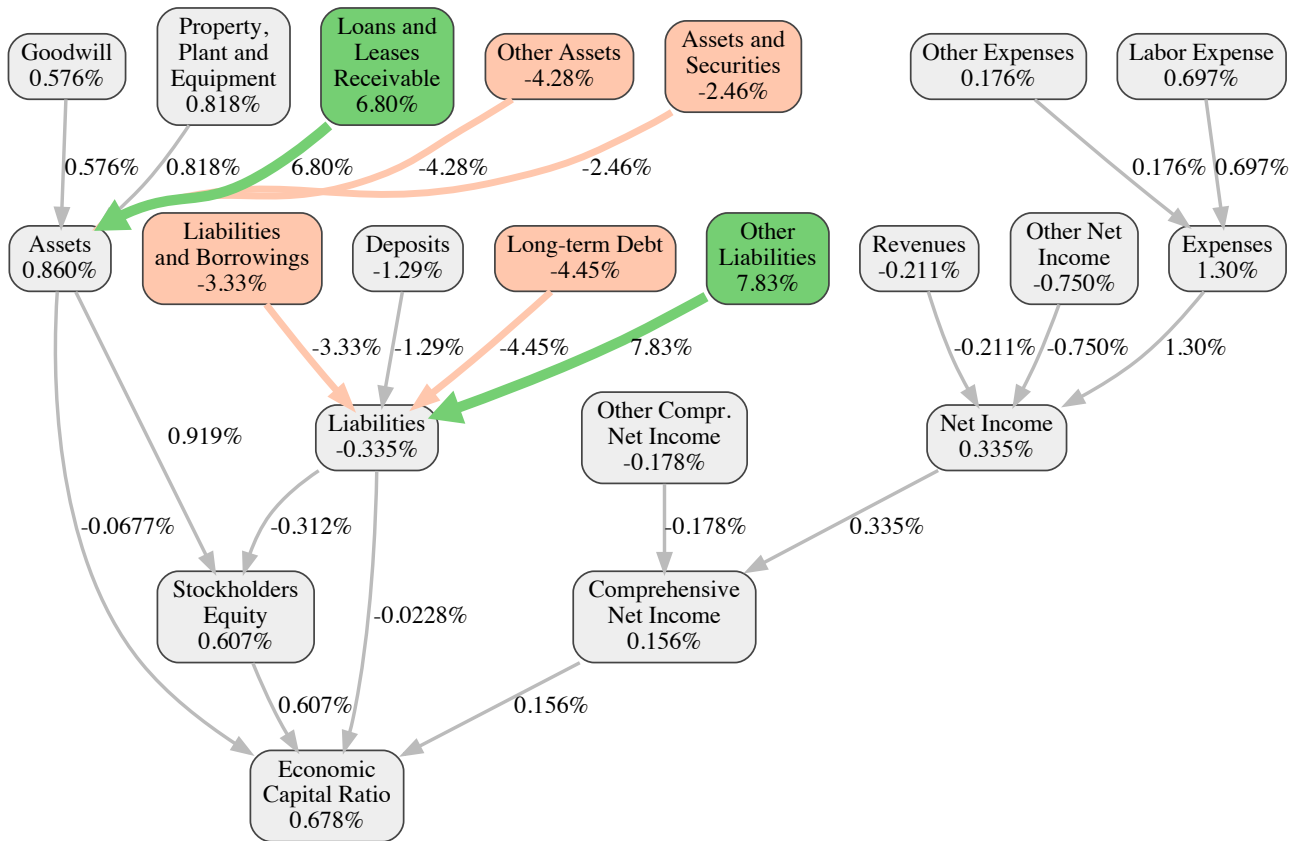 Goodwill
0.576%
Property,
Plant and
Equipment
0.818%
Loans and
Leases
Receivable
6.80%
Other Assets
-4.28%
Assets and
Securities
-2.46%
Other Expenses
0.176%
Labor Expense
0.697%
0.576%
0.818%
6.80%
-4.28%
-2.46%
0.176%
0.697%
Assets
0.860%
Liabilities
and Borrowings
-3.33%
Deposits
-1.29%
Long-term Debt
-4.45%
Other
Liabilities
7.83%
Revenues
-0.211%
Other Net
Income
-0.750%
Expenses
1.30%
-3.33%
-1.29%
-4.45%
7.83%
-0.211%
-0.750%
1.30%
Liabilities
-0.335%
Other Compr.
Net Income
-0.178%
Net Income
0.335%
0.919%
-0.0677%
-0.312%
-0.178%
0.335%
Stockholders
Equity
0.607%
-0.0228%
Comprehensive
Net Income
0.156%
0.607%
0.156%
Economic
Capital Ratio
0.678%